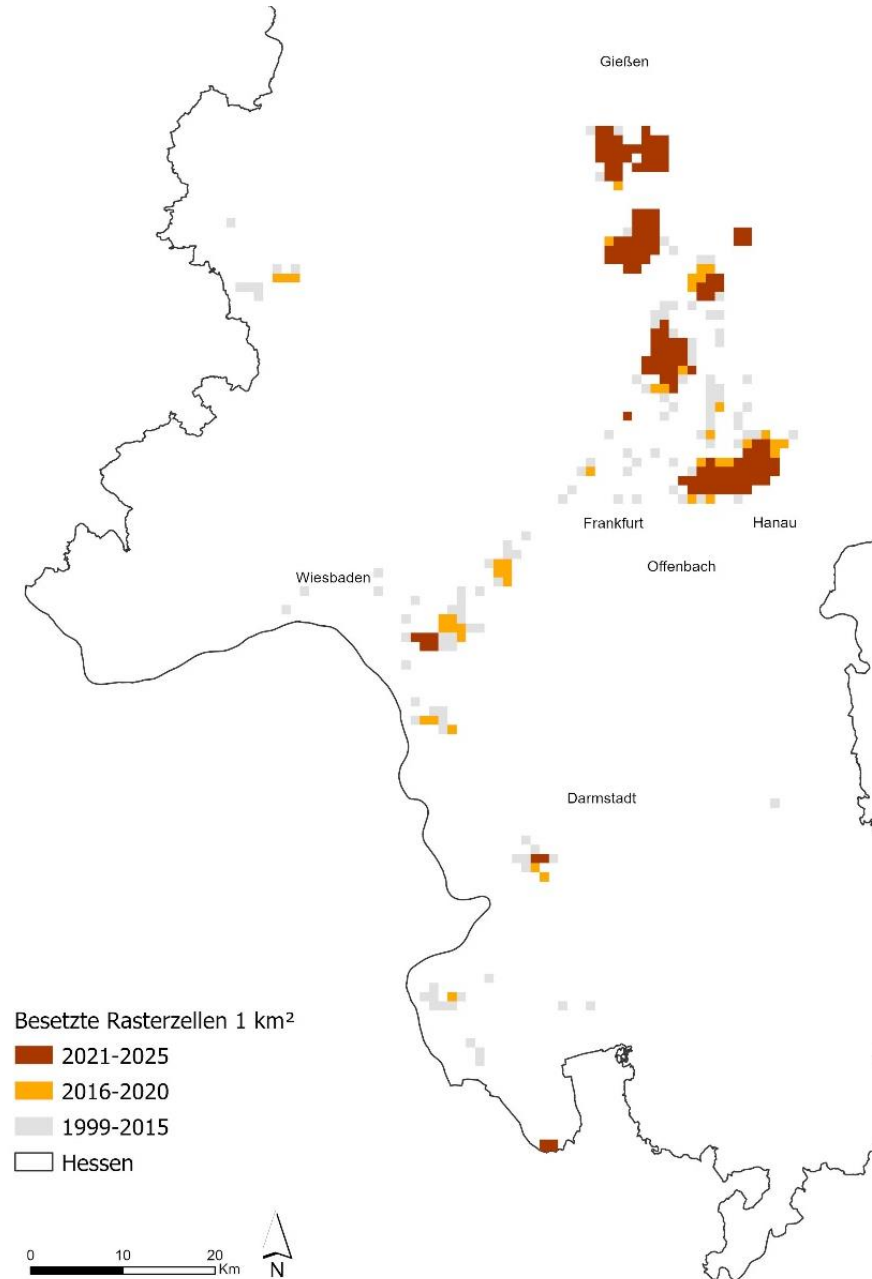 Gießen
Frankfurt
Hanau
Wiesbaden
Offenbach
Darmstadt
Besetzte Rasterzellen 1 km²
2021-2025
2016-2020
1999-2015
Hessen
0 10 20
Km
N